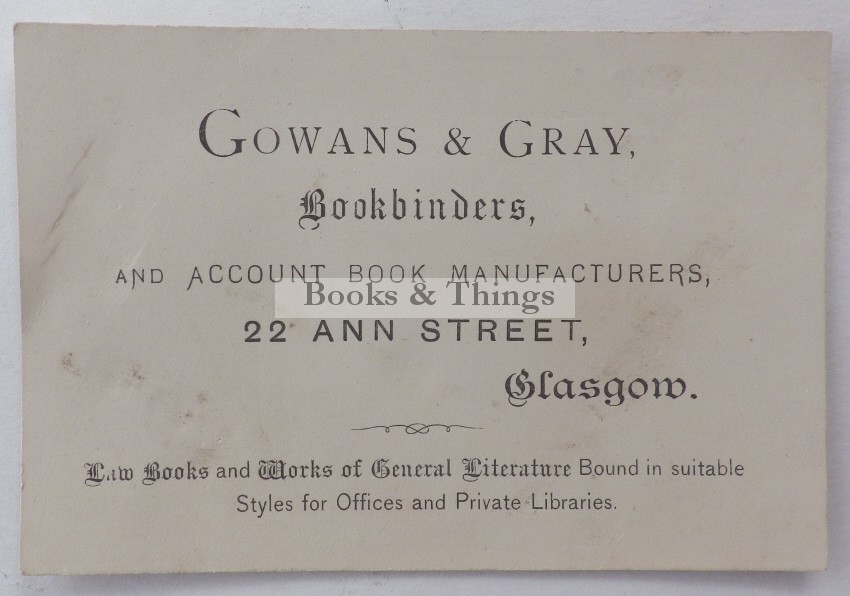 GOWANS & GRAY,
Bookbinders,
AND ACCOUNT BOOK MANUFACTURERS,
Books & Things
22 ANN STREET,
Glasgow.
Law Books and Works of General Literature Bound in suitable
Styles for Offices and Private Libraries.